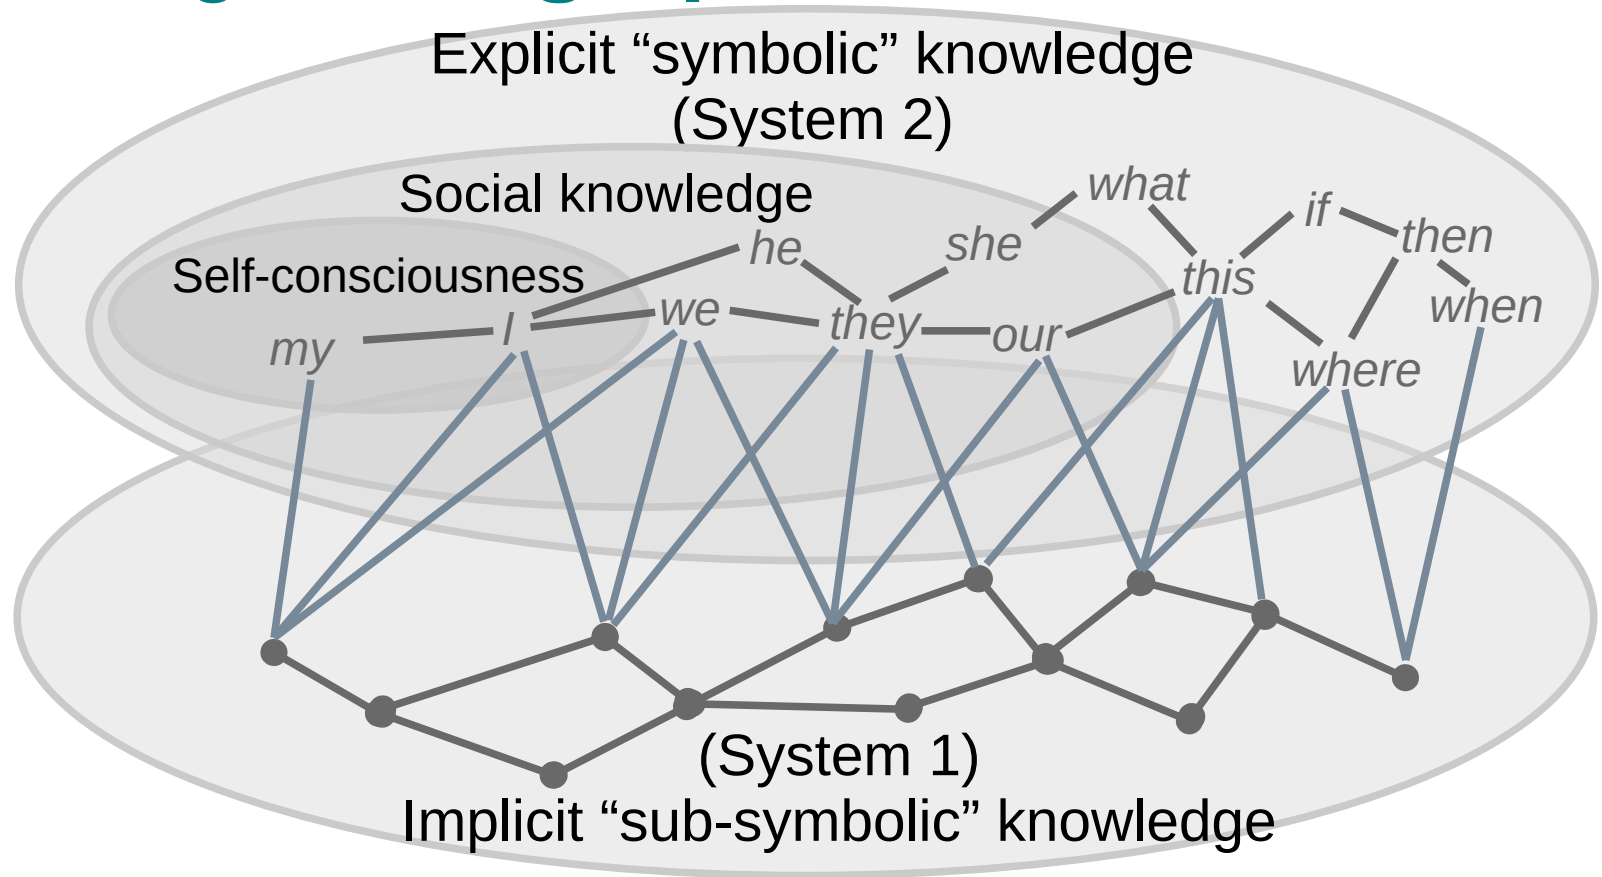 Explicit “symbolic” knowledge
(System 2)
Social knowledge
Self-consciousness
what
if
he
she
then
this
I
we
they
our
when
my
where
(System 1)
Implicit “sub-symbolic” knowledge